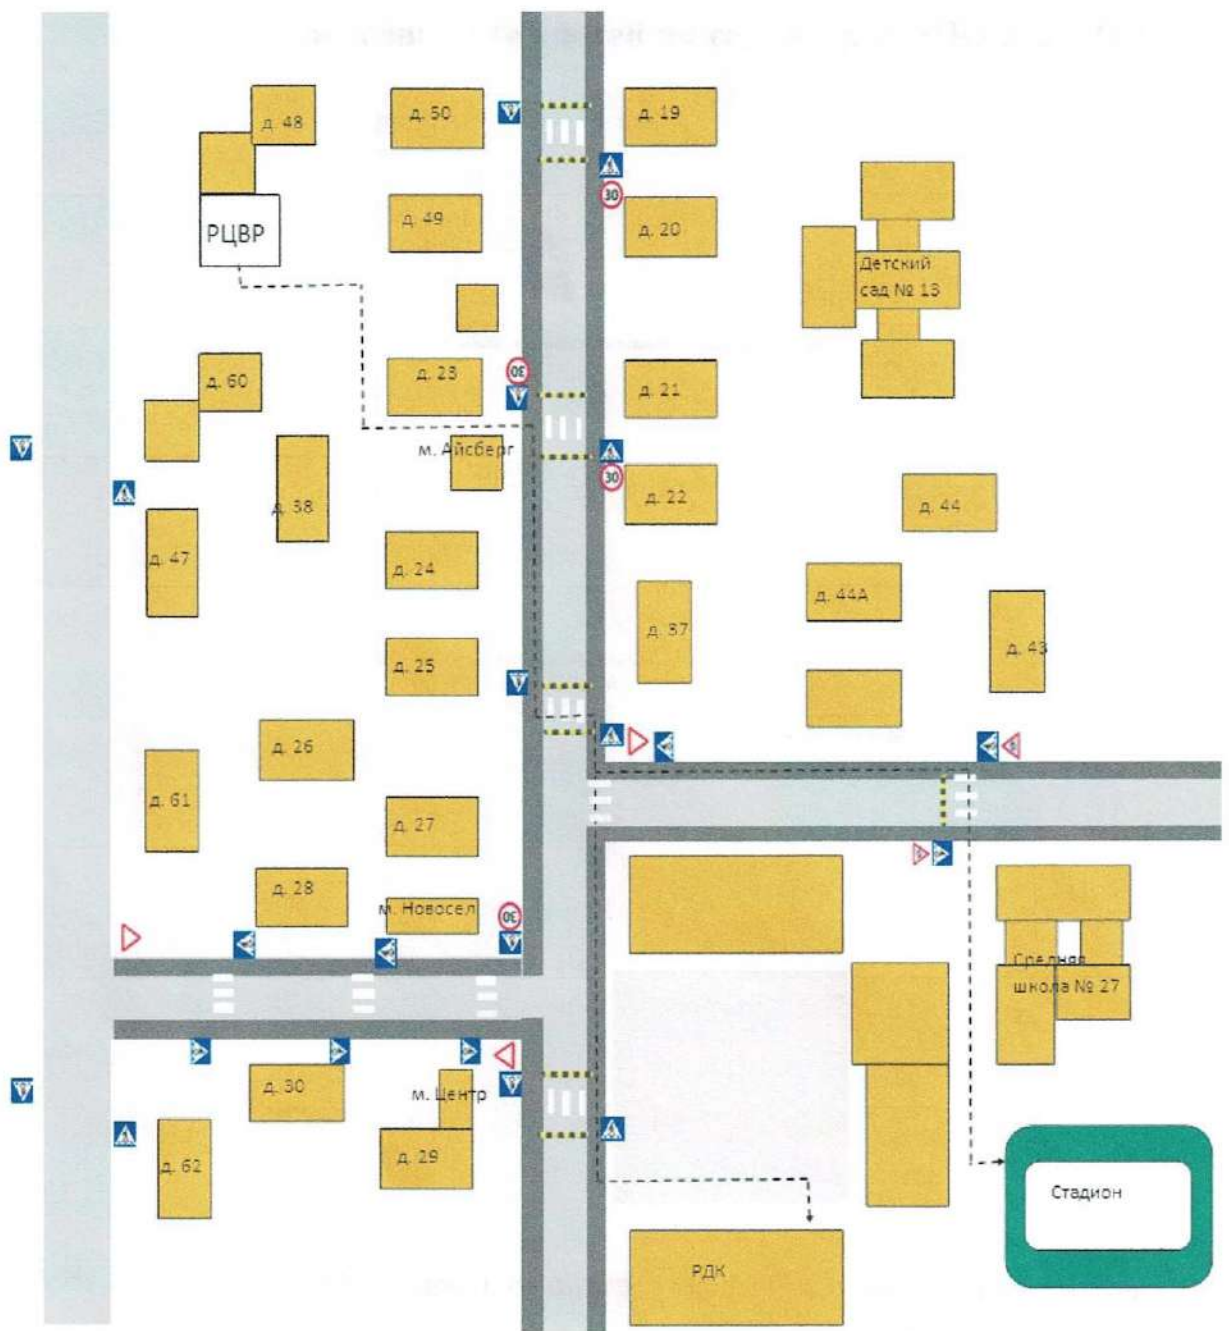 д. 48
д. 50
д. 19
30
РЦВР
д. 49
д. 20
Детский
сад № 13
30
д. 60
д. 23
д. 21
м. Айсберг
30
д. 38
д. 22
д. 44
д. 47
д. 24
д. 44А
д. 37
д. 43
д. 25
д. 26
д. 61
д. 27
д. 28
м. Новосел
30
Средняя
школа № 27
д. 30
м. Центр
д. 62
д. 29
Стадион
РДК